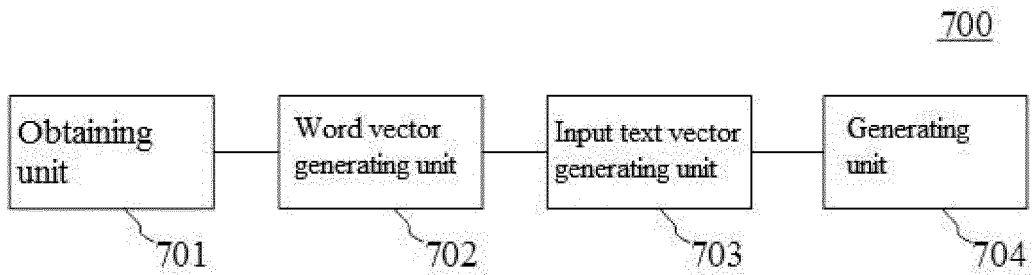 700
Obtaining
unit
Word vector
generating unit
Input text vector
generating unit
Generating
unit
701
702
703
704